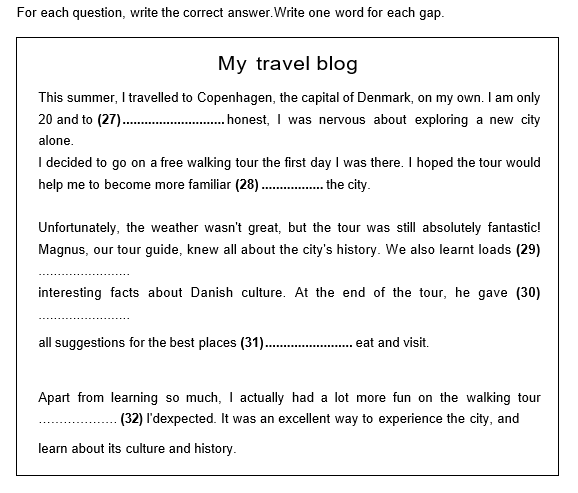 For each question, write the correct answer.Write one word for each gap.
My travel blog
This summer, I travelled to Copenhagen, the capital of Denmark, on my own. I am only
20 and to (27)............................ honest, I was nervous about exploring a new city
alone.
I decided to go on a free walking tour the first day I was there. I hoped the tour would
help me to become more familiar (28) ................. the city.
Unfortunately, the weather wasn't great, but the tour was still absolutely fantastic!
Magnus, our tour guide, knew all about the city's history. We also learnt loads (29)
.........................
interesting facts about Danish culture. At the end of the tour, he gave (30)
.........................
all suggestions for the best places (31)........................ eat and visit.
Apart from learning so much, I actually had a lot more fun on the walking tour
................... (32) I'dexpected. It was an excellent way to experience the city, and
learn about its culture and history.